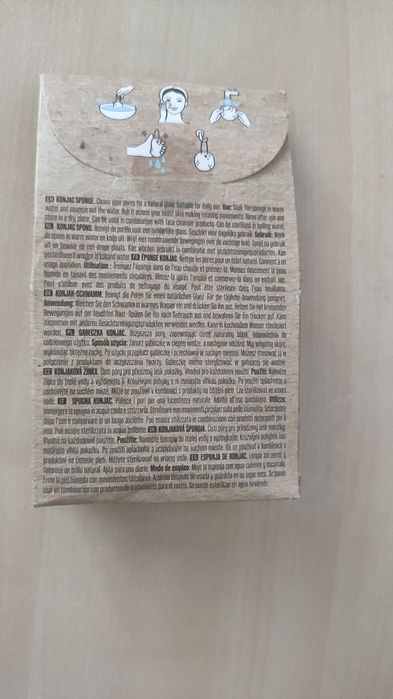 EN KONJAC SPONGE. Cleans your pores for a natural glow. Suitable for daily use. Use: Soak the sponge in warm
water and squeeze out the water. Rub it across your moist skin making rotating movements. Rinse after use and
store in a dry place. Can be used in combination with face cleanser products. Can be sterilised in boiling water.
NL KONJAC SPONS. Reinigt de poriën voor een natuurlijke glans. Geschikt voor dagelijks gebruik. Gebruik: Week
de spons in warm water en knijp uit. Wrijf met ronddraaiende bewegingen over de vochtige huid. Spoel na gebruik
uit en bewaar op een droge plaats. Kan worden gebruikt in combinatie met gezichtsreinigingsproducten. Kan
gesteriliseerd worden in kokend water. FR ÉPONGE KONJAC. Nettoie les pores pour un éclat naturel. Convient à un
usage quotidien. Utilisation : Trempez l'éponge dans de l'eau chaude et pressez-la. Massez doucement la peau
humide en faisant des mouvements circulaires. Rincez-la après l'emploi et conservez-la dans un endroit sec.
Peut s'utiliser avec des produits de nettoyage du visage. Peut être stérilisée dans l'eau bouillante.
DE KONJAK-SCHWAMM. Reinigt die Poren für einen natürlichen Glanz. Für die tägliche Anwendung geeignet.
Anwendung: Weichen Sie den Schwamm in warmes Wasser ein und drücken Sie ihn aus. Reiben Sie mit kreisenden
Bewegungen auf der feuchten Haut. Spülen Sie ihn nach Gebrauch aus und bewahren Sie ihn trocken auf. Kann
zusammen mit anderen Gesichtsreinigungsprodukten verwendet werden. Kann in kochendem Wasser sterilisiert
werden. PL GĄBECZKA KONJAC. Oczyszcza pory, zapewniając cerze naturalny blask. Odpowiednia do
codziennego użytku. Sposób użycia: Zanurz gąbeczkę w ciepłej wodzie, a następnie odciśnij. Myj wilgotną skórę,
wykonując okrężne ruchy. Po użyciu przepłucz gąbeczkę i przechowuj w suchym miejscu. Możesz stosować ją w
połączeniu z produktami do oczyszczania twarzy. Gąbeczkę można sterylizować w gotującej się wodzie.
CZ KONJAKOVÁ ŽÍNKA. Čistí póry pro přirozený lesk pokožky. Vhodná pro každodenní použití. Použití: Namočte
žínku do teplé vody a vyždímejte ji. Krouživými pohyby s ní masírujte vlhkou pokožku. Po použití opláchněte a
uschovejte na suchém místě. Může se používat v kombinaci s produkty na čištění pleti. Lze sterilizovat ve vroucí
vodě. IT SPUGNA KONJAC. Pulisce i pori per una lucentezza naturale. Adatto all'uso quotidiano. Utilizzo:
Immergere la spugna in acqua calda e strizzarla. Strofinare con movimenti circolari sulla pelle inumidita. Sciacquare
dopo l'uso e conservare in un luogo asciutto. Può essere utilizzata in combinazione con prodotti detergenti per il
viso. Può essere sterilizzata in acqua bollente. SK KONJAKOVÁ ŠPONGIA. Čistí póry pre prirodzený lesk pokožky.
Vhodná na každodenné použitie. Použitie: Namočte špongiu do teplej vody a vyžmýkajte. Krúživými pohybmi ňou
masírujte vlhkú pokožku. Po použití opláchnite a uchovávajte na suchom mieste. Dá sa používať v kombinácii s
produktmi na čistenie pleti. Môžete sterilizovať vo vriacej vode. ES ESPONJA DE KONJAC. Limpia los poros y
favorece un brillo natural. Apta para uso diario. Modo de empleo: Moje la esponja con agua caliente y escúrrala.
Frote la piel húmeda con movimientos circulares. Aclárela después de usarla y guárdela en un lugar seco. Se puede
usar en combinación con productos de tratamiento para el rostro. Se puede esterilizar en agua hirviendo.